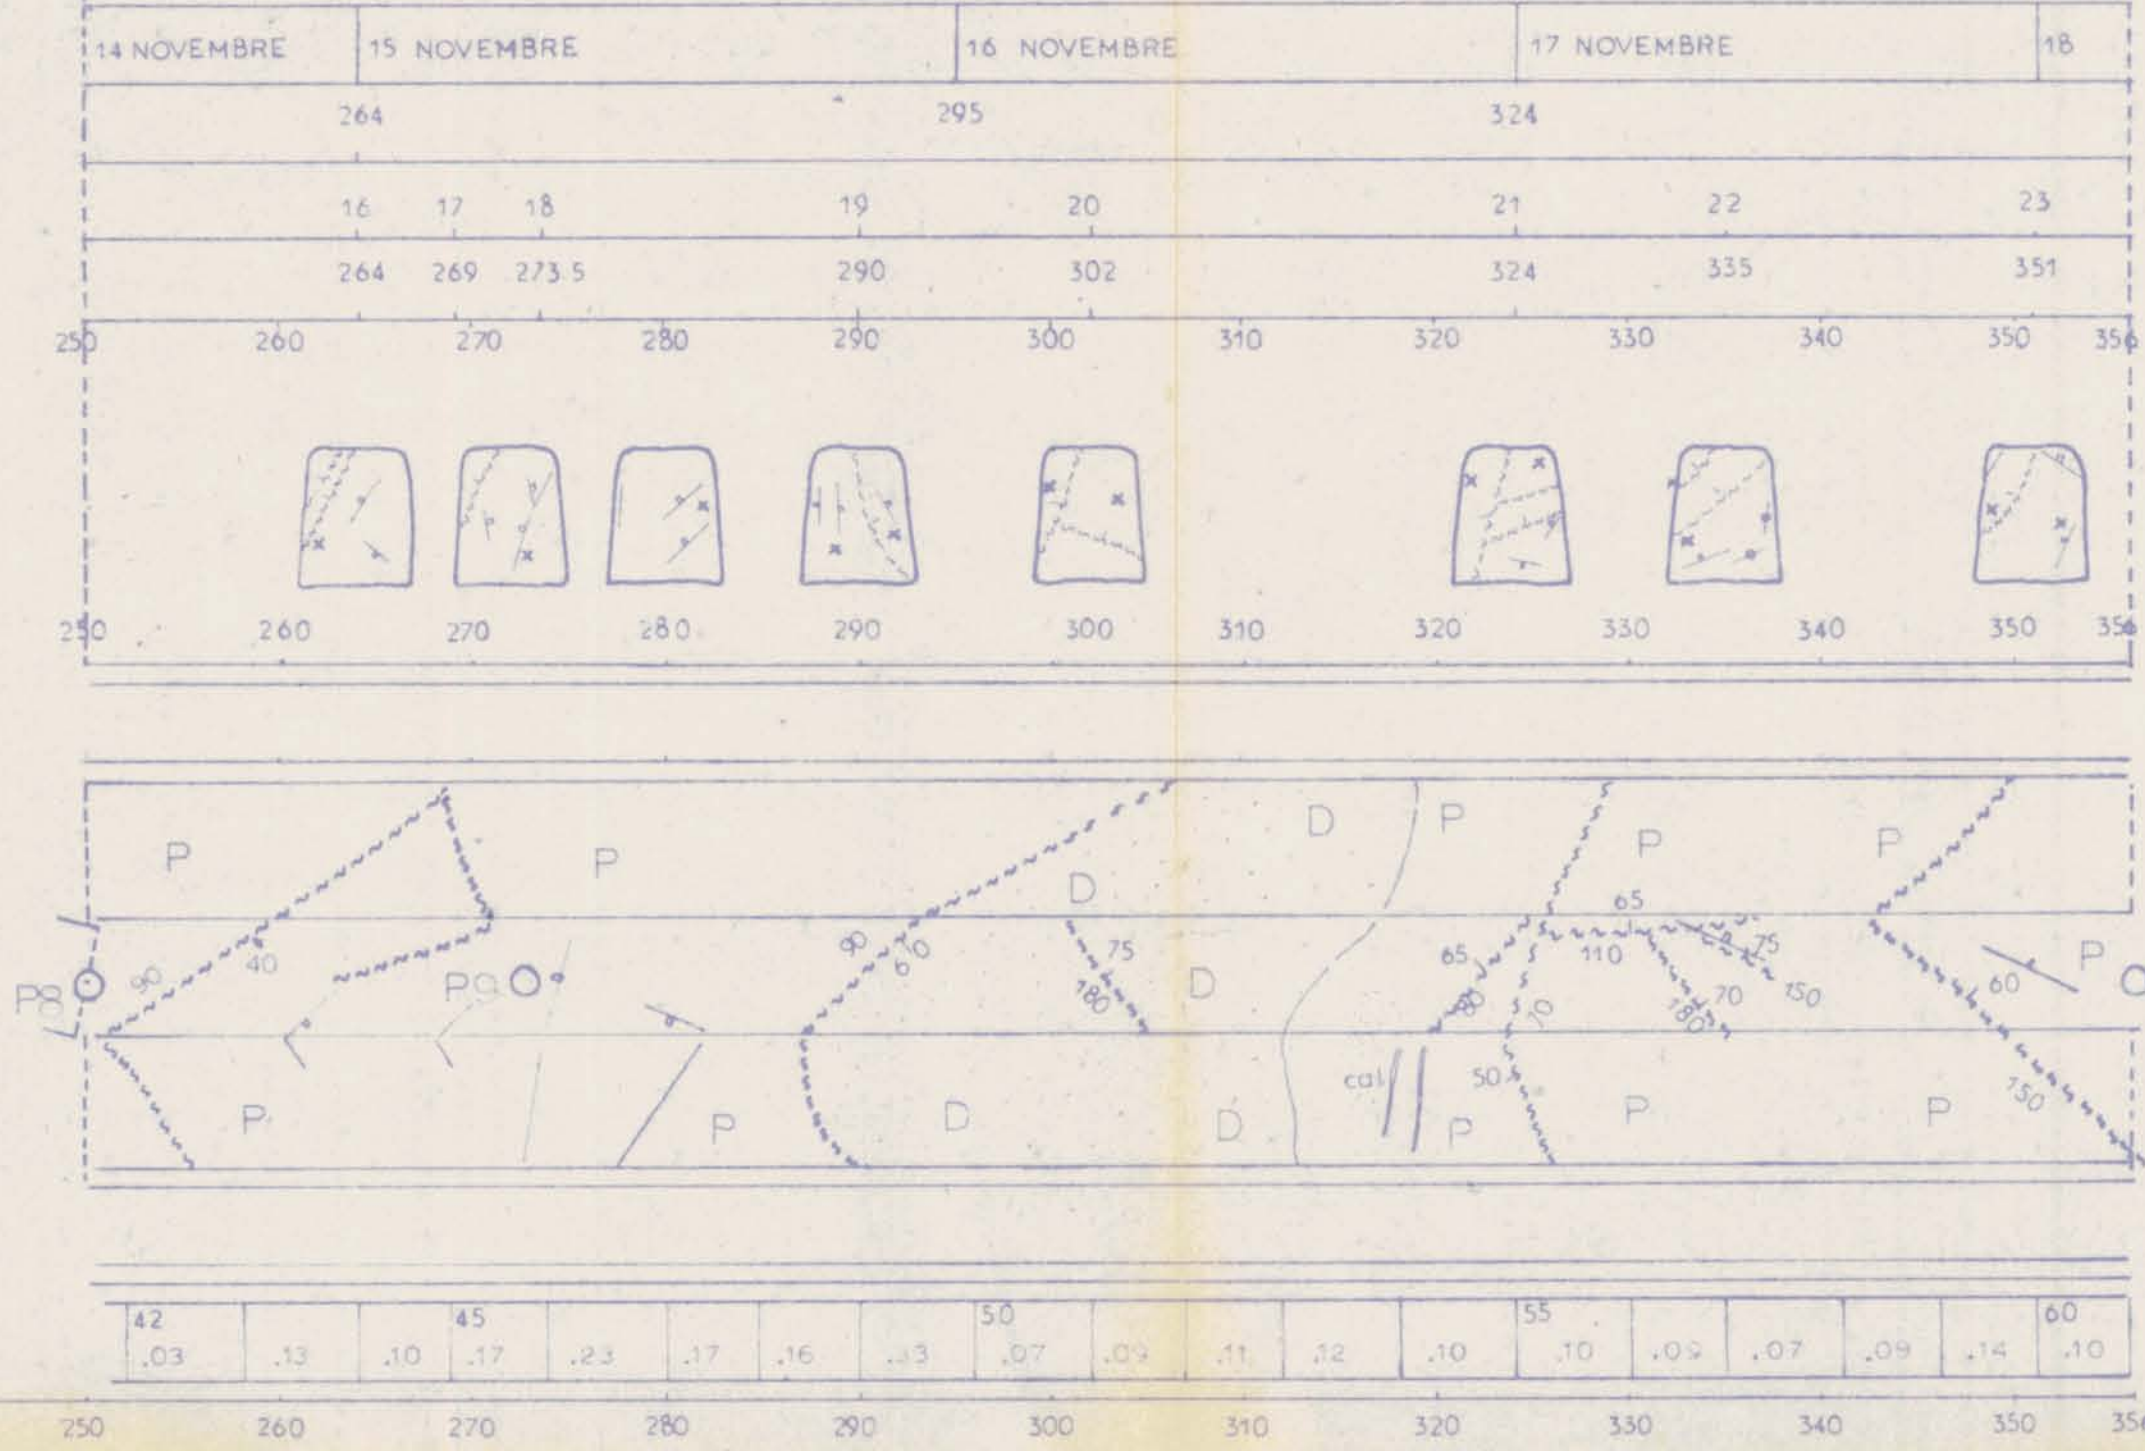 14 NOVEMBRE 15 NOVEMBRE 16 NOVEMBRE 17 NOVEMBRE 18
264 295 324
16 17 18 19 20 21 22 23
264 269 273.5 290 302 324 335 351
250 260 270 280 290 300 310 320 330 340 350 356
250 260 270 280 290 300 310 320 330 340 350 356
P P D D P P P
90 40 P8 P9 90 60 75 180 D 65 80 70 65 110 75 150 70 180 60 P
P P D D cal P 50 P P 150
42 45 50 55 60
.03 .13 .10 .17 .23 .17 .16 .07 .09 .11 .12 .10 .10 .09 .07 .09 .14 .10
250 260 270 280 290 300 310 320 330 340 350 356